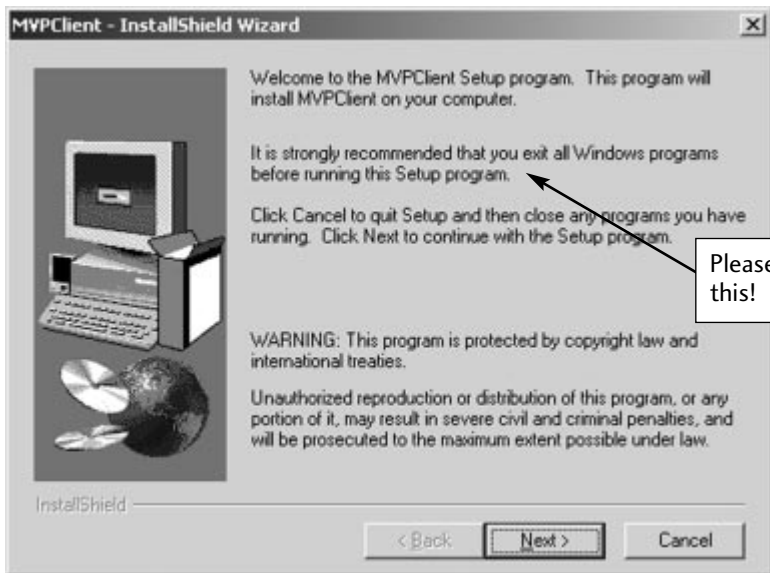 MVPClient - InstallShield Wizard
Welcome to the MVPClient Setup program. This program will
install MVPClient on your computer.
It is strongly recommended that you exit all Windows programs
before running this Setup program.
Click Cancel to quit Setup and then close any programs you have
running. Click Next to continue with the Setup program.
Please
this!
WARNING: This program is protected by copyright law and
international treaties.
Unauthorized reproduction or distribution of this program, or any
portion of it, may result in severe civil and criminal penalties, and
will be prosecuted to the maximum extent possible under law.
InstallShield
< Back
Next >
Cancel